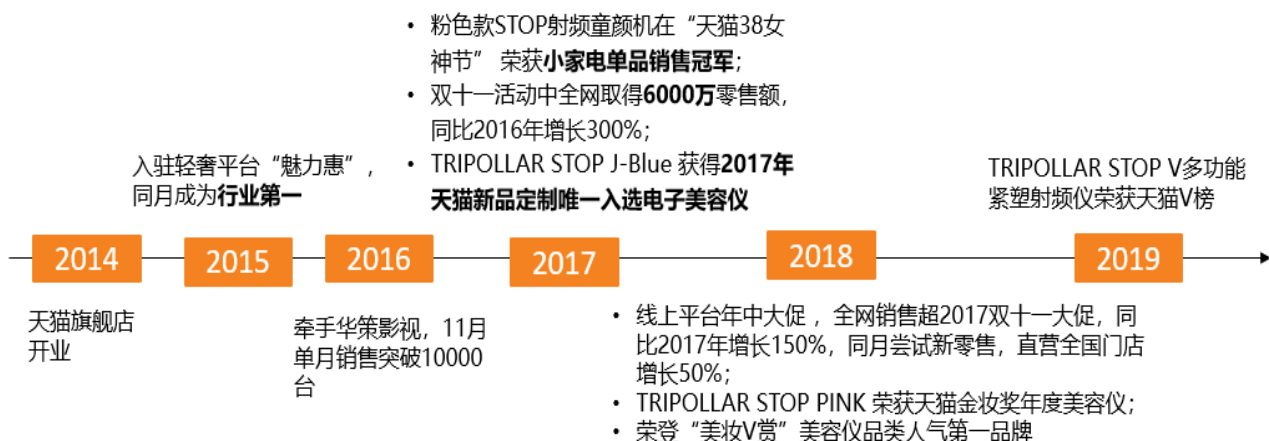 • 粉色款STOP射频童颜机在“天猫38女
神节” 荣获小家电单品销售冠军；
• 双十一活动中全网取得6000万零售额，
同比2016年增长300%；
• TRIPOLLAR STOP J-Blue 获得2017年
天猫新品定制唯一入选电子美容仪
入驻轻奢平台“魅力惠”，
同月成为行业第一
TRIPOLLAR STOP V多功能
紧塑射频仪荣获天猫V榜
2014
2015
2016
2017
2018
2019
天猫旗舰店
开业
牵手华策影视，11月
单月销售突破10000
台
• 线上平台年中大促 ，全网销售超2017双十一大促，同
比2017年增长150%，同月尝试新零售，直营全国门店
增长50%；
• TRIPOLLAR STOP PINK 荣获天猫金妆奖年度美容仪；
• 荣登“美妆V赏”美容仪品类人气第一品牌